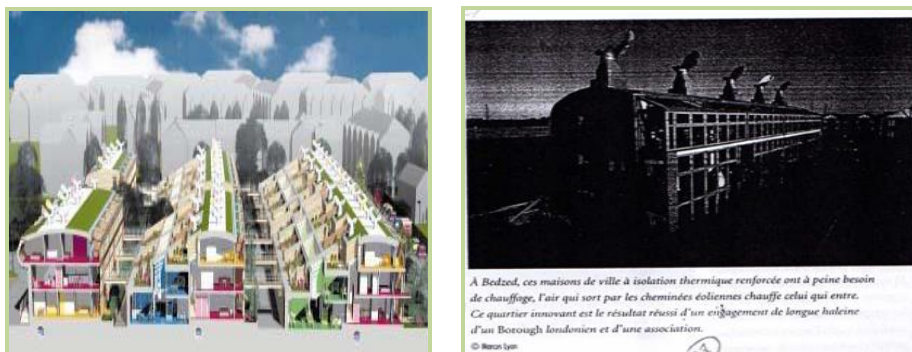 À Bedzed, ces maisons de ville à isolation thermique renforcée ont à peine besoin
de chauffage, l'air qui sort par les cheminées éoliennes chauffe celui qui entre.
Ce quartier innovant est le résultat réussi d'un engagement de longue haleine
d'un Borough londonien et d'une association.
© Marcn Lyon